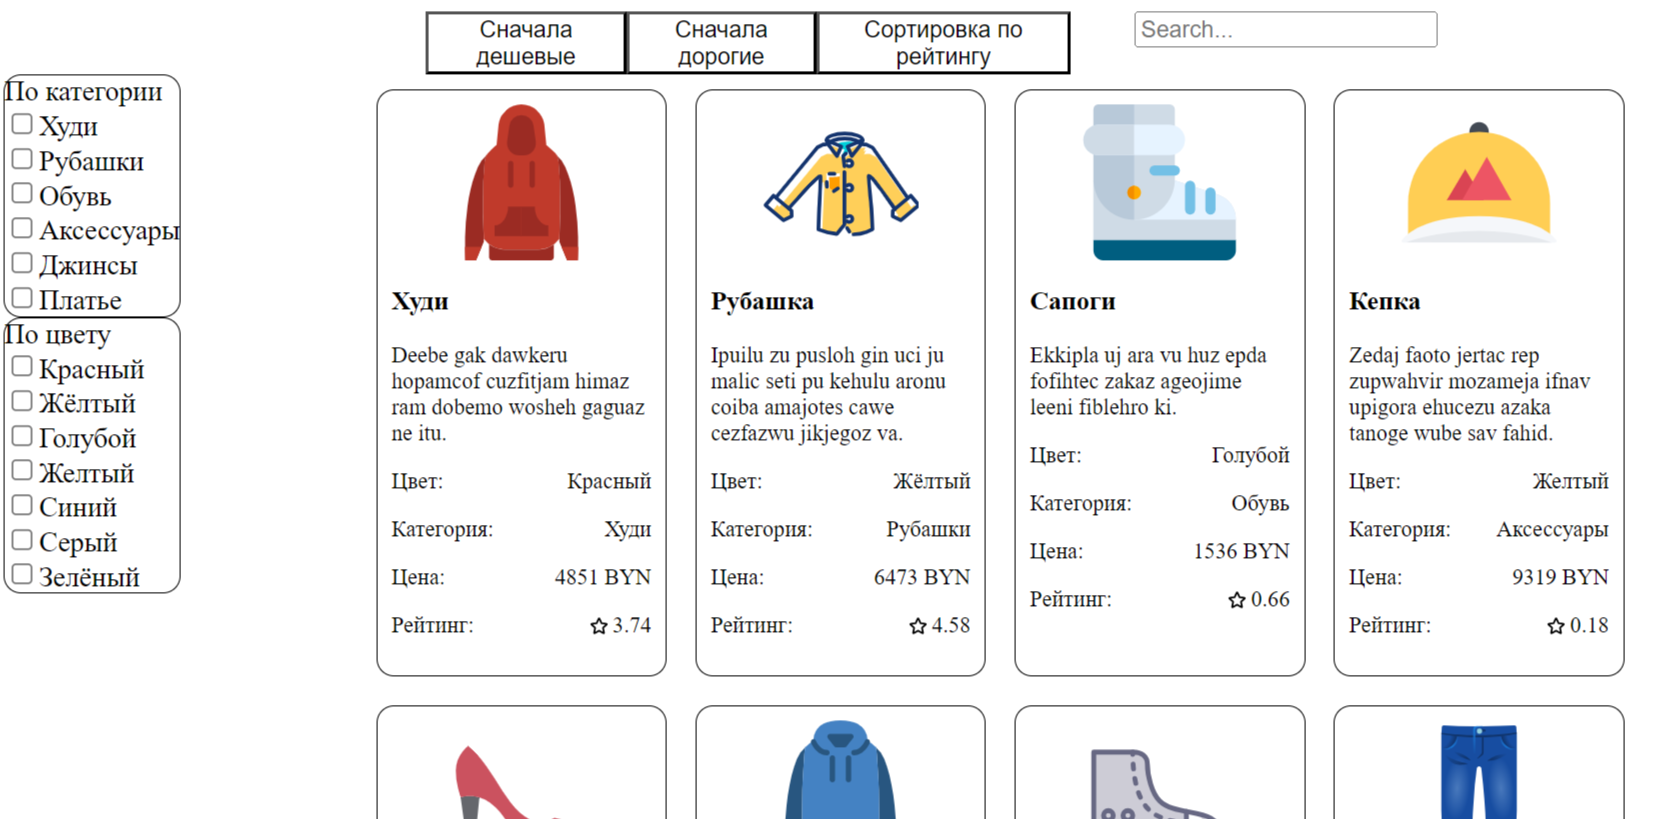 Сначала
дешевые
Сначала
дорогие
Сортировка по
рейтингу
Search...
По категории
Худи
Рубашки
Обувь
Аксессуары
Джинсы
Платье
По цвету
Красный
Жёлтый
Голубой
Желтый
Синий
Серый
Зелёный
Худи
Deebe gak dawkeru
hopamcof cuzfitjam himaz
ram dobemo wosheh gaguaz
ne itu.
Цвет: Красный
Категория: Худи
Цена: 4851 BYN
Рейтинг: 3.74
Рубашка
Ipuilu zu pusloh gin uci ju
malic seti pu kehulu aronu
coiba amajotes cawe
cezfazwu jikjegoz va.
Цвет: Жёлтый
Категория: Рубашки
Цена: 6473 BYN
Рейтинг: 4.58
Сапоги
Ekkipla uj ara vu huz epda
fofihtec zakaz ageojime
leeni fiblehro ki.
Цвет: Голубой
Категория: Обувь
Цена: 1536 BYN
Рейтинг: 0.66
Кепка
Zedaj faoto jertac rep
zupwahvir mozameja ifnav
upigora ehucezu azaka
tanoge wube sav fahid.
Цвет: Желтый
Категория: Аксессуары
Цена: 9319 BYN
Рейтинг: 0.18